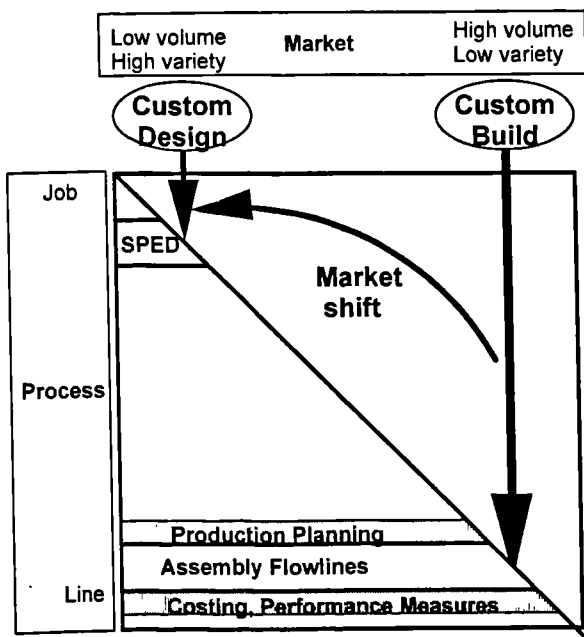 Low volume
High variety
Market
High volume
Low variety
Custom
Design
Custom
Build
Job
SPED
Market
shift
Process
Production Planning
Assembly Flowlines
Line
Costing, Performance Measures